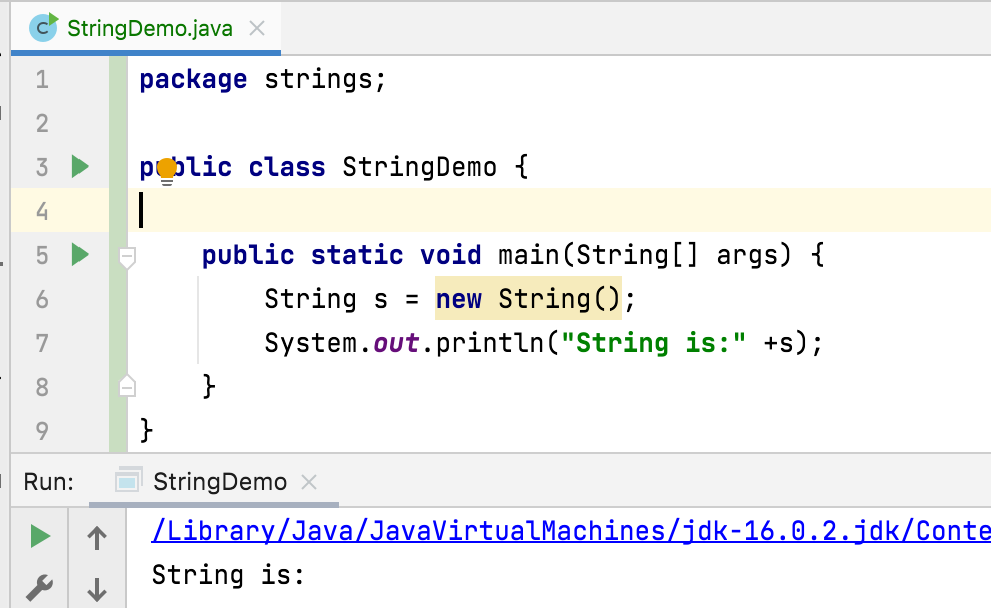 StringDemo.java
1 package strings;
2
3 public class StringDemo {
4
5 public static void main(String[] args) {
6 String s = new String();
7 System.out.println("String is:" +s);
8 }
9 }
Run: StringDemo
/Library/Java/JavaVirtualMachines/jdk-16.0.2.jdk/Conte
String is: